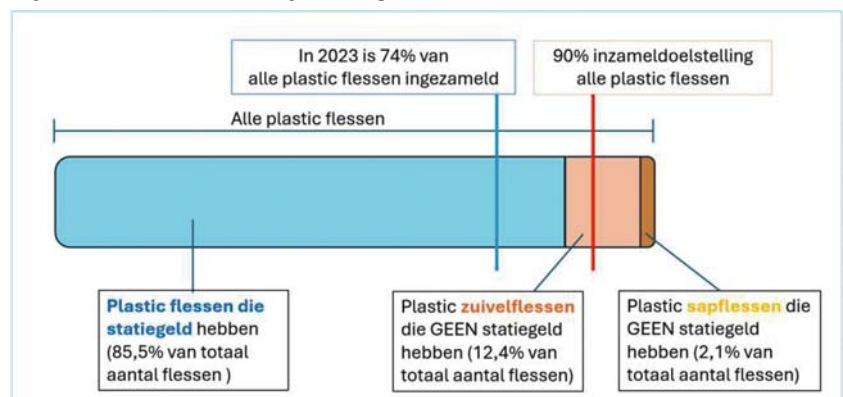 In 2023 is 74% van
alle plastic flessen ingezameld
90% inzameldoelstelling
alle plastic flessen
Alle plastic flessen
Plastic flessen die
statiegeld hebben
(85,5% van totaal
aantal flessen )
Plastic zuivelflessen
die GEEN statiegeld
hebben (12,4% van
totaal aantal flessen)
Plastic sapflessen die
GEEN statiegeld
hebben (2,1% van
totaal aantal flessen)